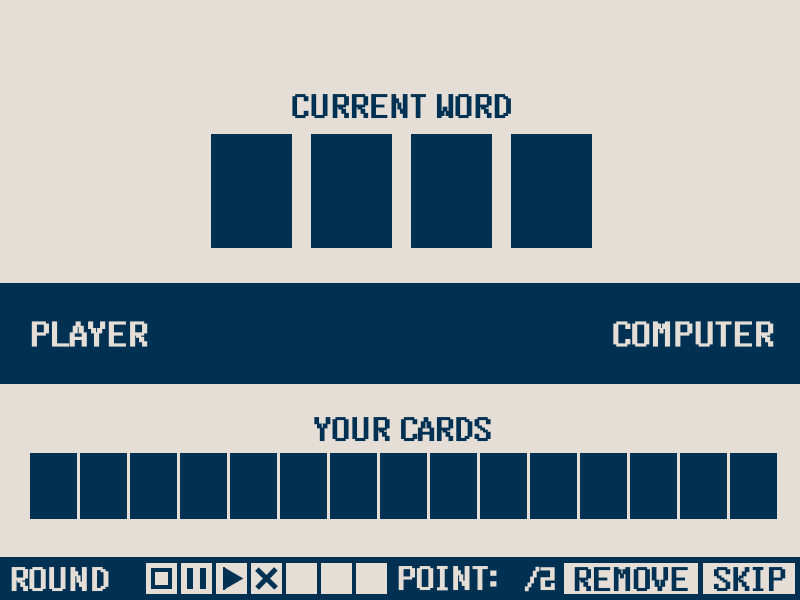 CURRENT WORD
PLAYER COMPUTER
YOUR CARDS
ROUND POINT: /2 REMOVE SKIP